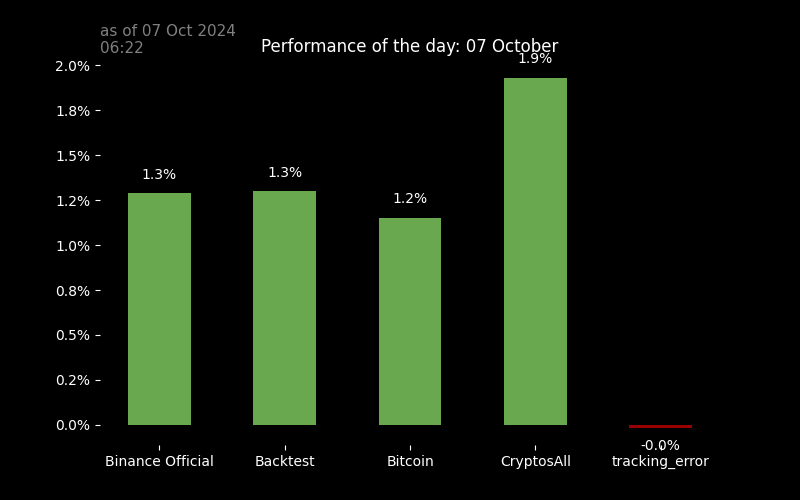 as of 07 Oct 2024
06:22
Performance of the day: 07 October
2.0%
1.8%
1.5%
1.2%
1.0%
0.8%
0.5%
0.2%
0.0%
1.3%
1.3%
1.2%
1.9%
-0.0%
Binance Official
Backtest
Bitcoin
CryptosAll
tracking_error